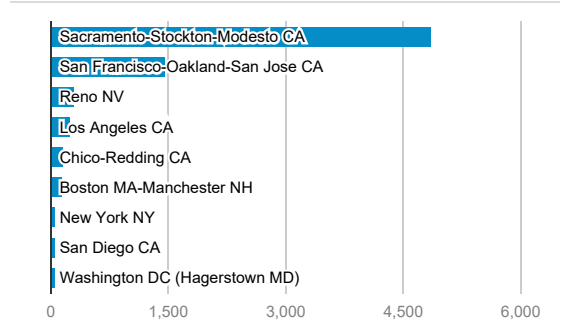 Sacramento-Stockton-Modesto CA
San Francisco-Oakland-San Jose CA
Reno NV
Los Angeles CA
Chico-Redding CA
Boston MA-Manchester NH
New York NY
San Diego CA
Washington DC (Hagerstown MD)
0 1,500 3,000 4,500 6,000